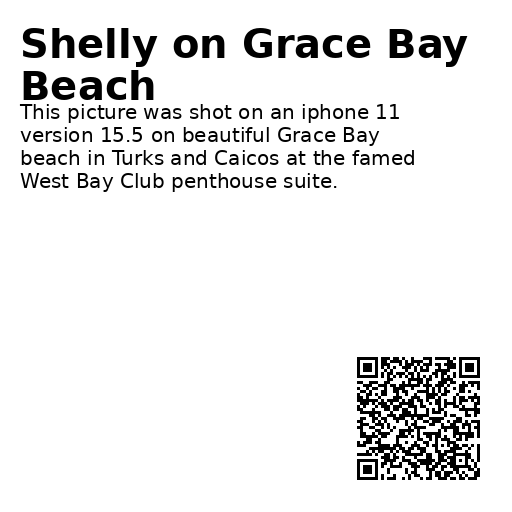 Shelly on Grace Bay
Beach
This picture was shot on an iphone 11
version 15.5 on beautiful Grace Bay
beach in Turks and Caicos at the famed
West Bay Club penthouse suite.